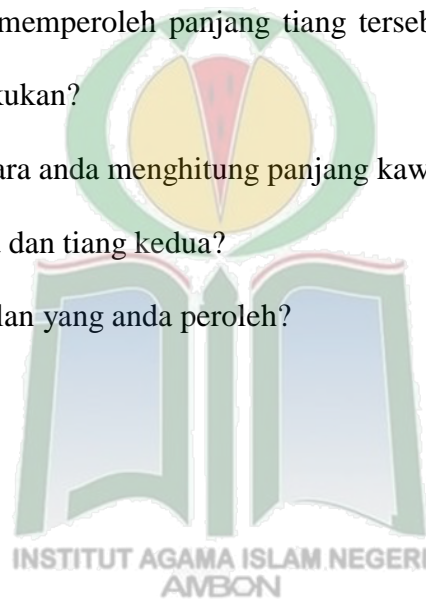 memperoleh panjang tiang terseb
kukan?
ara anda menghitung panjang kaw
dan tiang kedua?
lan yang anda peroleh?
INSTITUT AGAMA ISLAM NEGERI
AMBON